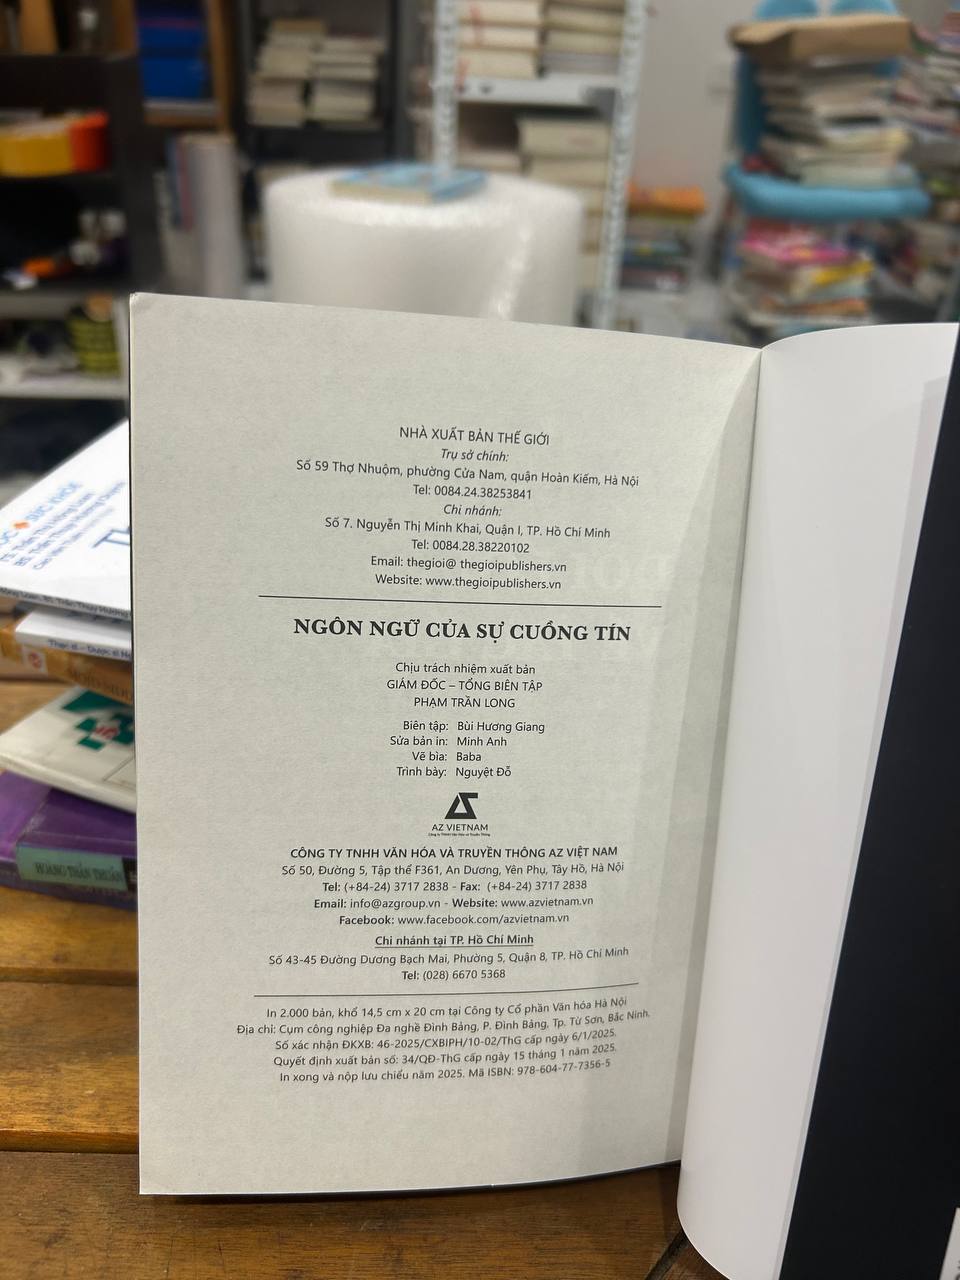 NHÀ XUẤT BẢN THẾ GIỚI
Trụ sở chính:
Số 59 Thợ Nhuộm, phường Cửa Nam, quận Hoàn Kiếm, Hà Nội
Tel: 0084.24.38253841
Chi nhánh:
Số 7. Nguyễn Thị Minh Khai, Quận I, TP. Hồ Chí Minh
Tel: 0084.28.38220102
Email: thegioi@ thegioipublishers.vn
Website: www.thegioipublishers.vn
NGÔN NGỮ CỦA SỰ CUỒNG TÍN
Chịu trách nhiệm xuất bản
GIÁM ĐỐC – TỔNG BIÊN TẬP
PHẠM TRẦN LONG
Biên tập: Bùi Hương Giang
Sửa bản in: Minh Anh
Vẽ bìa: Baba
Trình bày: Nguyệt Đỗ
AZ VIETNAM
CÔNG TY TNHH VĂN HÓA VÀ TRUYỀN THÔNG AZ VIỆT NAM
Số 50, Đường 5, Tập thể F361, An Dương, Yên Phụ, Tây Hồ, Hà Nội
Tel: (+84-24) 3717 2838 - Fax: (+84-24) 3717 2838
Email: info@azgroup.vn - Website: www.azvietnam.vn
Facebook: www.facebook.com/azvietnam.vn
Chi nhánh tại TP. Hồ Chí Minh
Số 43-45 Đường Dương Bạch Mai, Phường 5, Quận 8, TP. Hồ Chí Minh
Tel: (028) 6670 5368
In 2.000 bản, khổ 14,5 cm x 20 cm tại Công ty Cổ phần Văn hóa Hà Nội
Địa chỉ: Cụm công nghiệp Đa nghề Đình Bảng, P. Đình Bảng, Tp. Từ Sơn, Bắc Ninh.
Số xác nhận ĐKXB: 46-2025/CXBIPH/10-02/ThG cấp ngày 6/1/2025.
Quyết định xuất bản số: 34/QĐ-ThG cấp ngày 15 tháng 1 năm 2025.
In xong và nộp lưu chiểu năm 2025. Mã ISBN: 978-604-77-7356-5
SỨC KHỎE
HOÀNG THẦN THUẦN